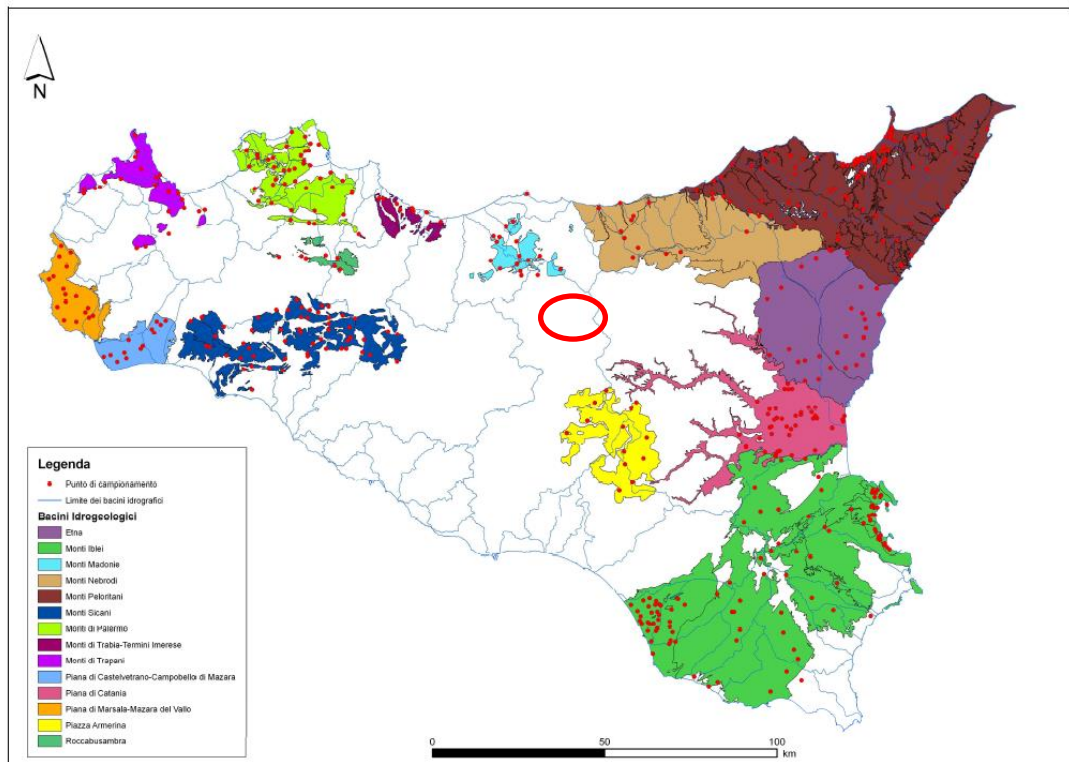 N
Legenda
Punto di campionamento
Limite dei bacini idrografici
Bacini Idrogeologici
Etna
Monti Iblei
Monti Madonie
Monti Nebrodi
Monti Peloritani
Monti Sicani
Monti di Palermo
Monti di Trabia-Termini Imerese
Monti di Trapani
Piana di Castelvetrano-Campobello di Mazara
Piana di Catania
Piana di Marsala-Mazara del Vallo
Piazza Armerina
Roccabusambra
0 50 100
km